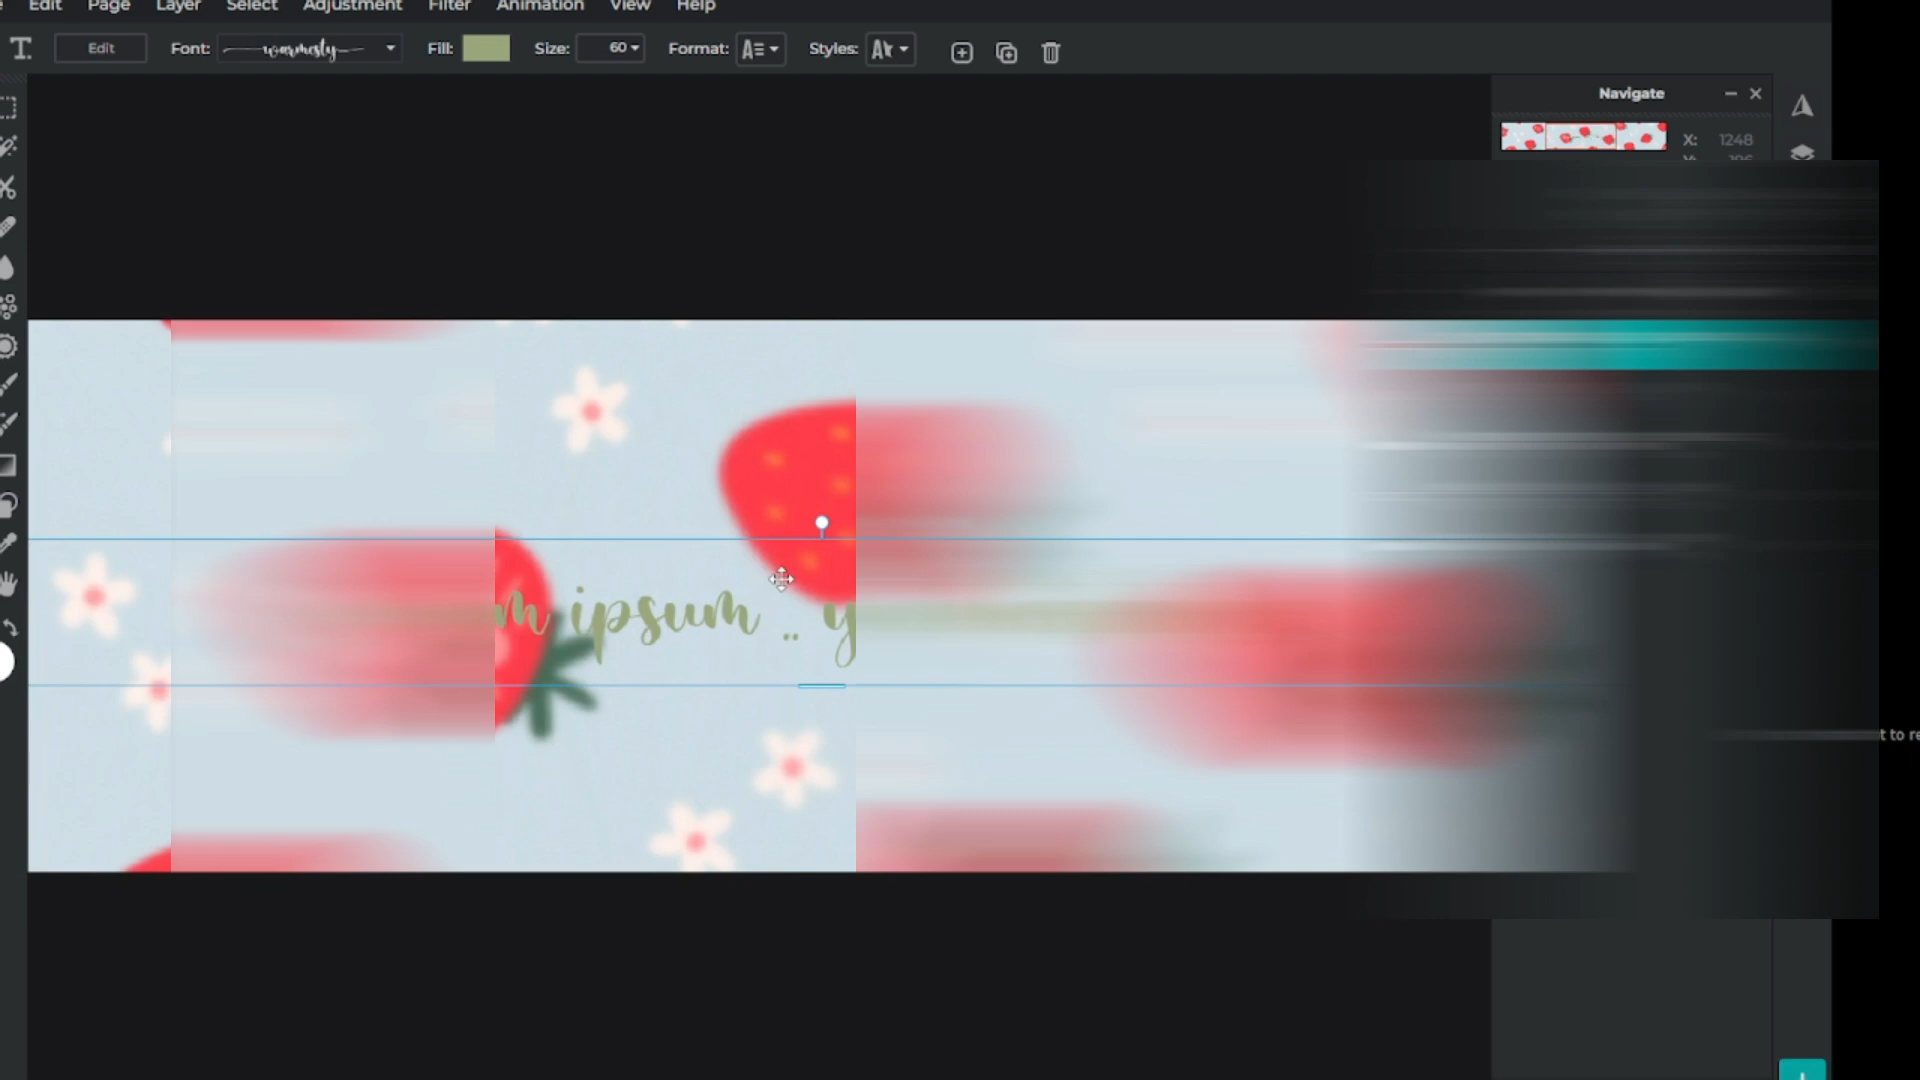 Edit Page Layer Select Adjustment Filter Animation View Help
T. Edit Font: warmesty Fill: Size: 60 Format: A Styles: A
Navigate
X: 1248
m ipsum .. y
t to re